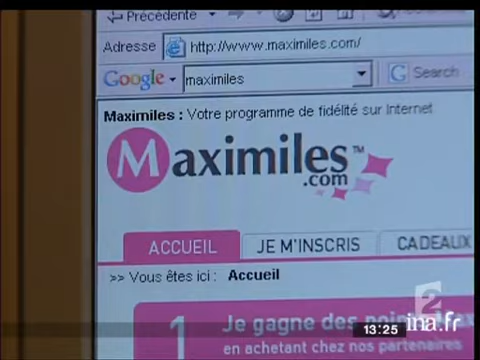 Précédente
Adresse http://www.maximiles.com/
Google maximiles G Search
Maximiles : Votre programme de fidélité sur Internet
Maximiles™
.com
ACCUEIL JE M'INSCRIS CADEAUX
>> Vous êtes ici : Accueil
2
1 Je gagne des
en achetant chez nos partenaires
13:25 ina.fr